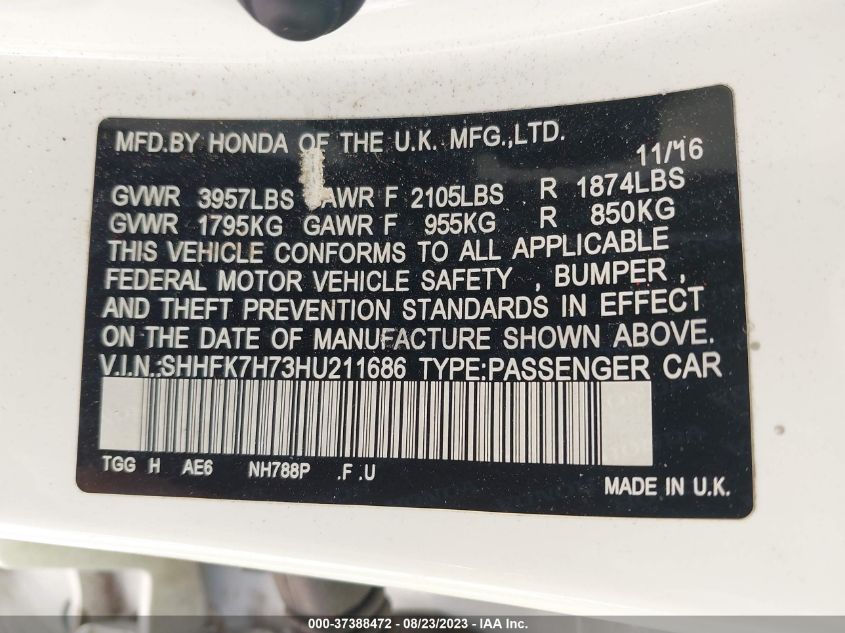 MFD.BY HONDA OF THE U.K. MFG.,LTD.
11/16
GVWR 3957LBS AWR F 2105LBS R 1874LBS
GVWR 1795KG GAWR F 955KG R 850KG
THIS VEHICLE CONFORMS TO ALL APPLICABLE
FEDERAL MOTOR VEHICLE SAFETY , BUMPER ,
AND THEFT PREVENTION STANDARDS IN EFFECT
ON THE DATE OF MANUFACTURE SHOWN ABOVE.
V.I.N.:SHHFK7H73HU211686 TYPE:PASSENGER CAR
TGG H AE6 NH788P .F .U
MADE IN U.K.
000-37388472 - 08/23/2023 - IAA Inc.